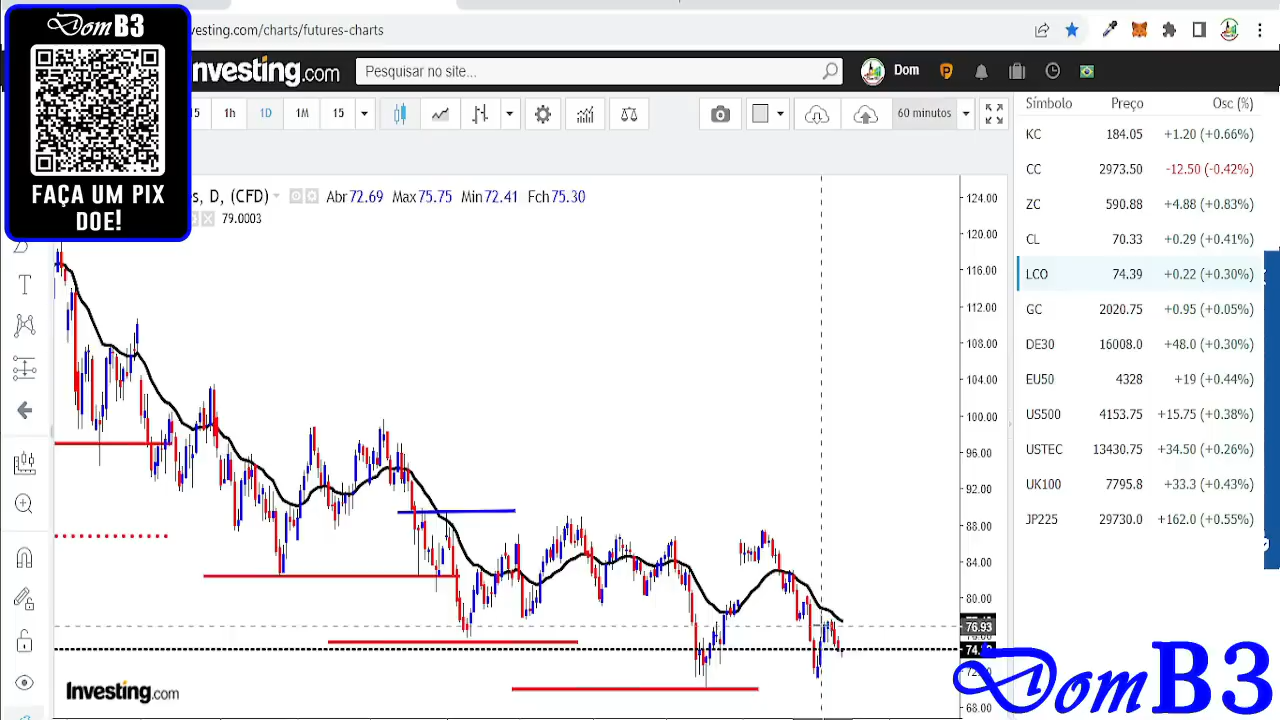 Dom B3
FAÇA UM PIX
DOE!
vesting.com/charts/futures-charts
Investing.com
Pesquisar no site...
Dom
1h
1D
1M
15
60 minutos
s, D, (CFD)
Abr 72.69 Max 75.75 Min 72.41 Fch 75.30
79.0003
124.00
120.00
116.00
112.00
108.00
104.00
100.00
96.00
92.00
88.00
84.00
80.00
76.93
68.00
Investing.com
Símbolo Preço Osc (%)
KC 184.05 +1.20 (+0.66%)
CC 2973.50 -12.50 (-0.42%)
ZC 590.88 +4.88 (+0.83%)
CL 70.33 +0.29 (+0.41%)
LCO 74.39 +0.22 (+0.30%)
GC 2020.75 +0.95 (+0.05%)
DE30 16008.0 +48.0 (+0.30%)
EU50 4328 +19 (+0.44%)
US500 4153.75 +15.75 (+0.38%)
USTEC 13430.75 +34.50 (+0.26%)
UK100 7795.8 +33.3 (+0.43%)
JP225 29730.0 +162.0 (+0.55%)
Dom B3